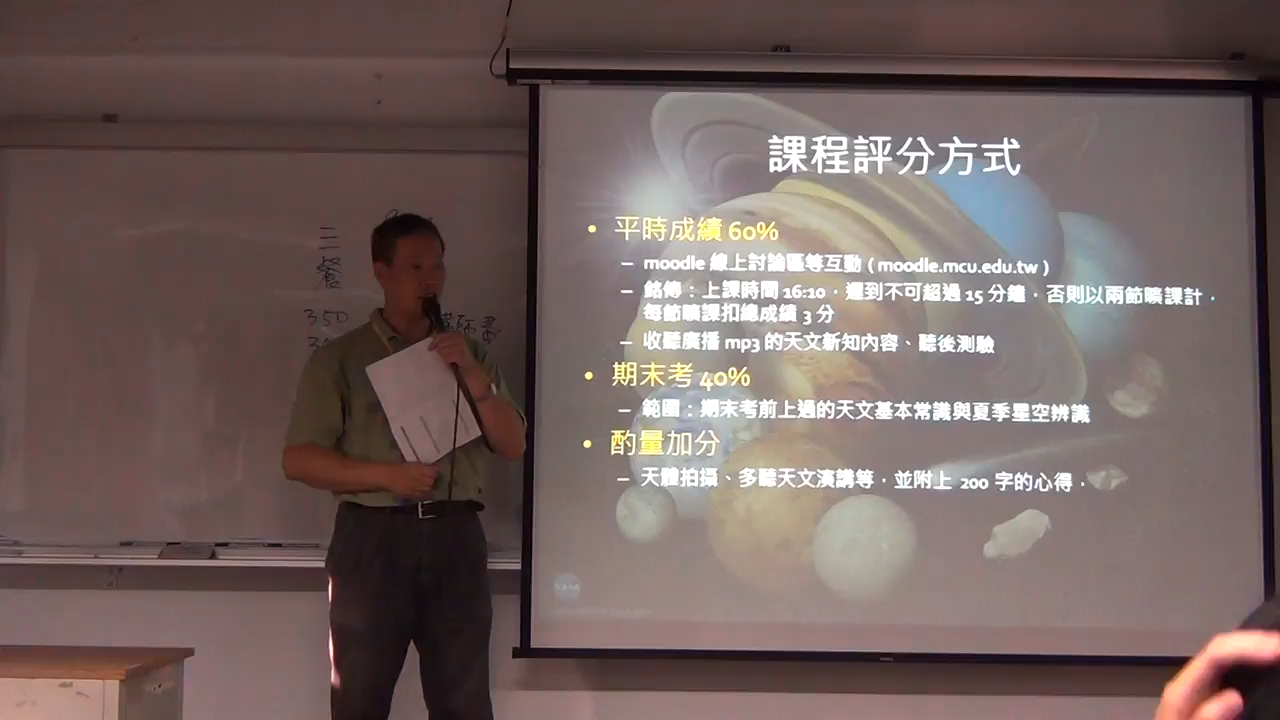 課程評分方式
• 平時成績 60%
– moodle 線上討論區等互動 ( moodle.mcu.edu.tw )
– 銘傳：上課時間 16:10，遲到不可超過 15 分鐘，否則以兩節曠課計，
每節曠課扣總成績 3 分
– 收聽廣播 mp3 的天文新知內容、聽後測驗
• 期末考 40%
– 範圍：期末考前上過的天文基本常識與夏季星空辨識
• 酌量加分
– 天體拍攝、多聽天文演講等，並附上 200 字的心得，
三餐
350
NASA